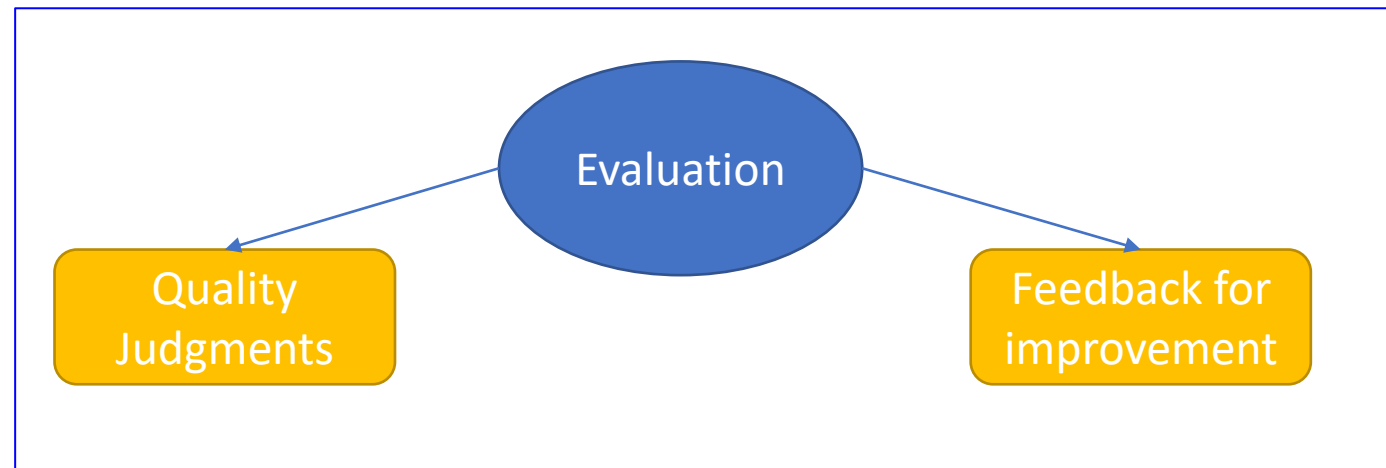 Evaluation
Quality
Judgments
Feedback for
improvement